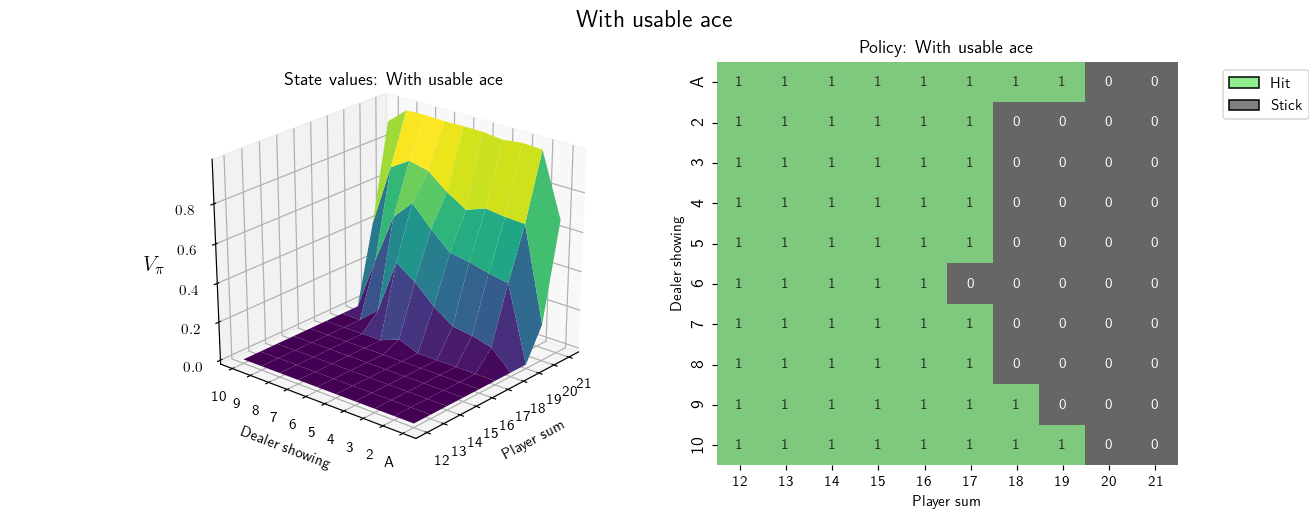 With usable ace
State values: With usable ace
V_π
0.8
0.6
0.4
0.2
0.0
10 9 8 7 6 5 4 3 2 A
Dealer showing
12 13 14 15 16 17 18 19 20 21
Player sum
Policy: With usable ace
Dealer showing
A 1 1 1 1 1 1 1 1 0 0
2 1 1 1 1 1 1 0 0 0 0
3 1 1 1 1 1 1 0 0 0 0
4 1 1 1 1 1 1 0 0 0 0
5 1 1 1 1 1 1 0 0 0 0
6 1 1 1 1 1 0 0 0 0 0
7 1 1 1 1 1 1 0 0 0 0
8 1 1 1 1 1 1 0 0 0 0
9 1 1 1 1 1 1 1 0 0 0
10 1 1 1 1 1 1 1 1 0 0
12 13 14 15 16 17 18 19 20 21
Player sum
Hit
Stick